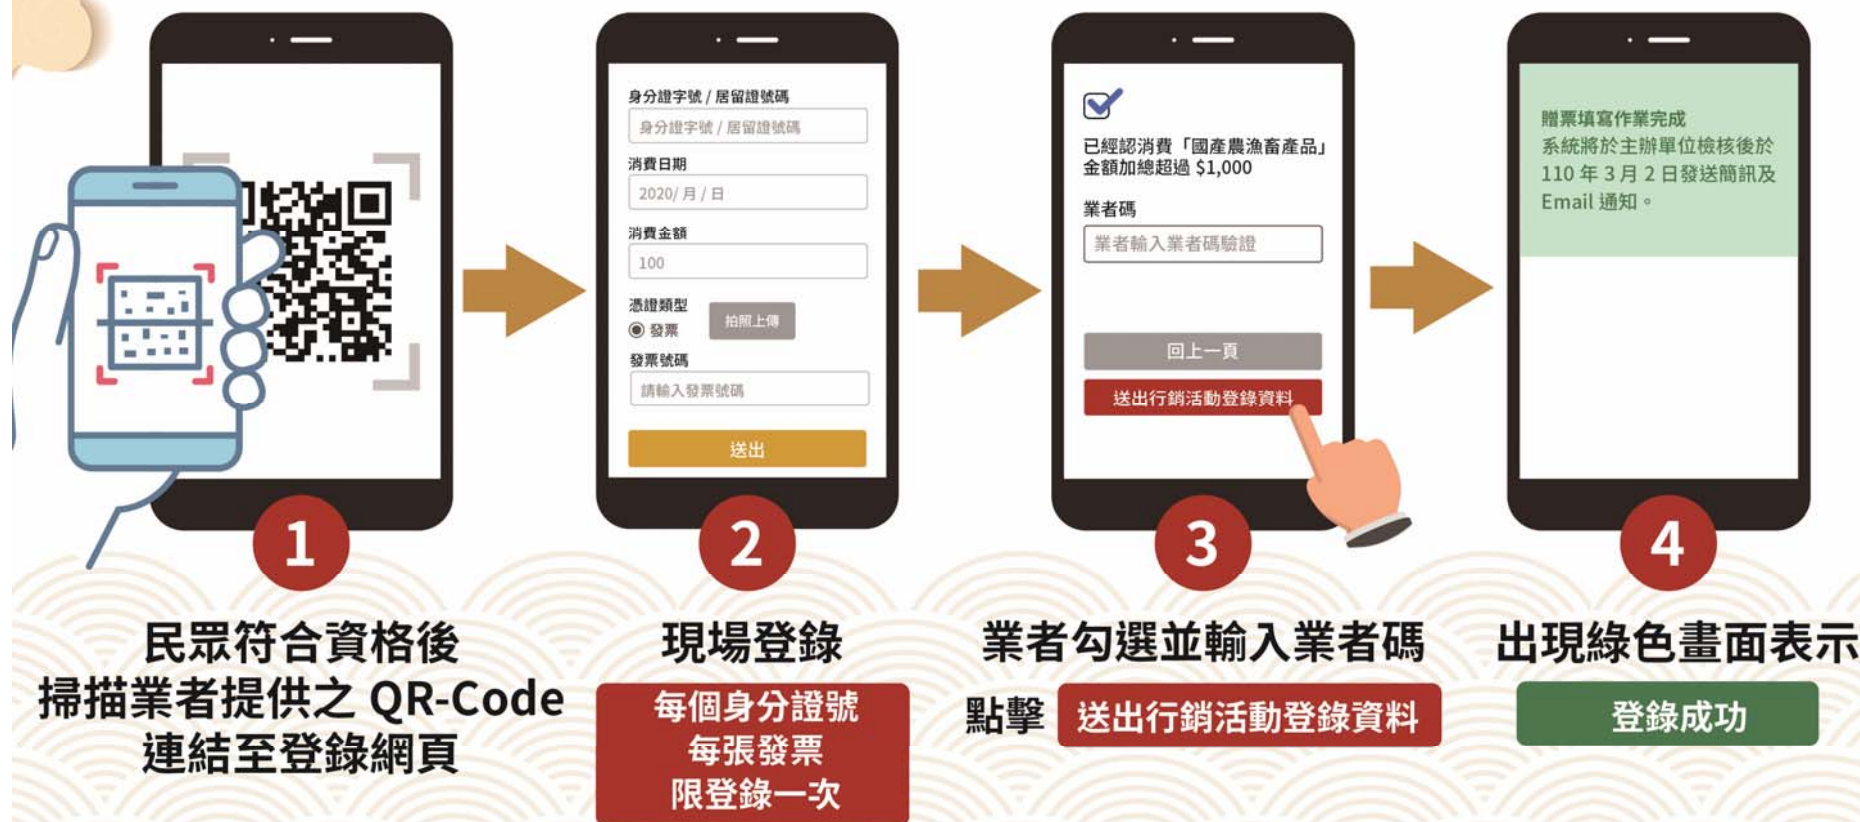 身分證字號 / 居留證號碼
身分證字號 / 居留證號碼
消費日期
2020/ 月 / 日
消費金額
100
憑證類型
發票
拍照上傳
發票號碼
請輸入發票號碼
送出
已經認消費「國產農漁畜產品」
金額加總超過 $1,000
業者碼
業者輸入業者碼驗證
回上一頁
送出行銷活動登錄資料
贈票填寫作業完成
系統將於主辦單位檢核後於
110 年 3 月 2 日發送簡訊及
Email 通知。
1
民眾符合資格後
掃描業者提供之 QR-Code
連結至登錄網頁
2
現場登錄
每個身分證號
每張發票
限登錄一次
3
業者勾選並輸入業者碼
點擊 送出行銷活動登錄資料
4
出現綠色畫面表示
登錄成功